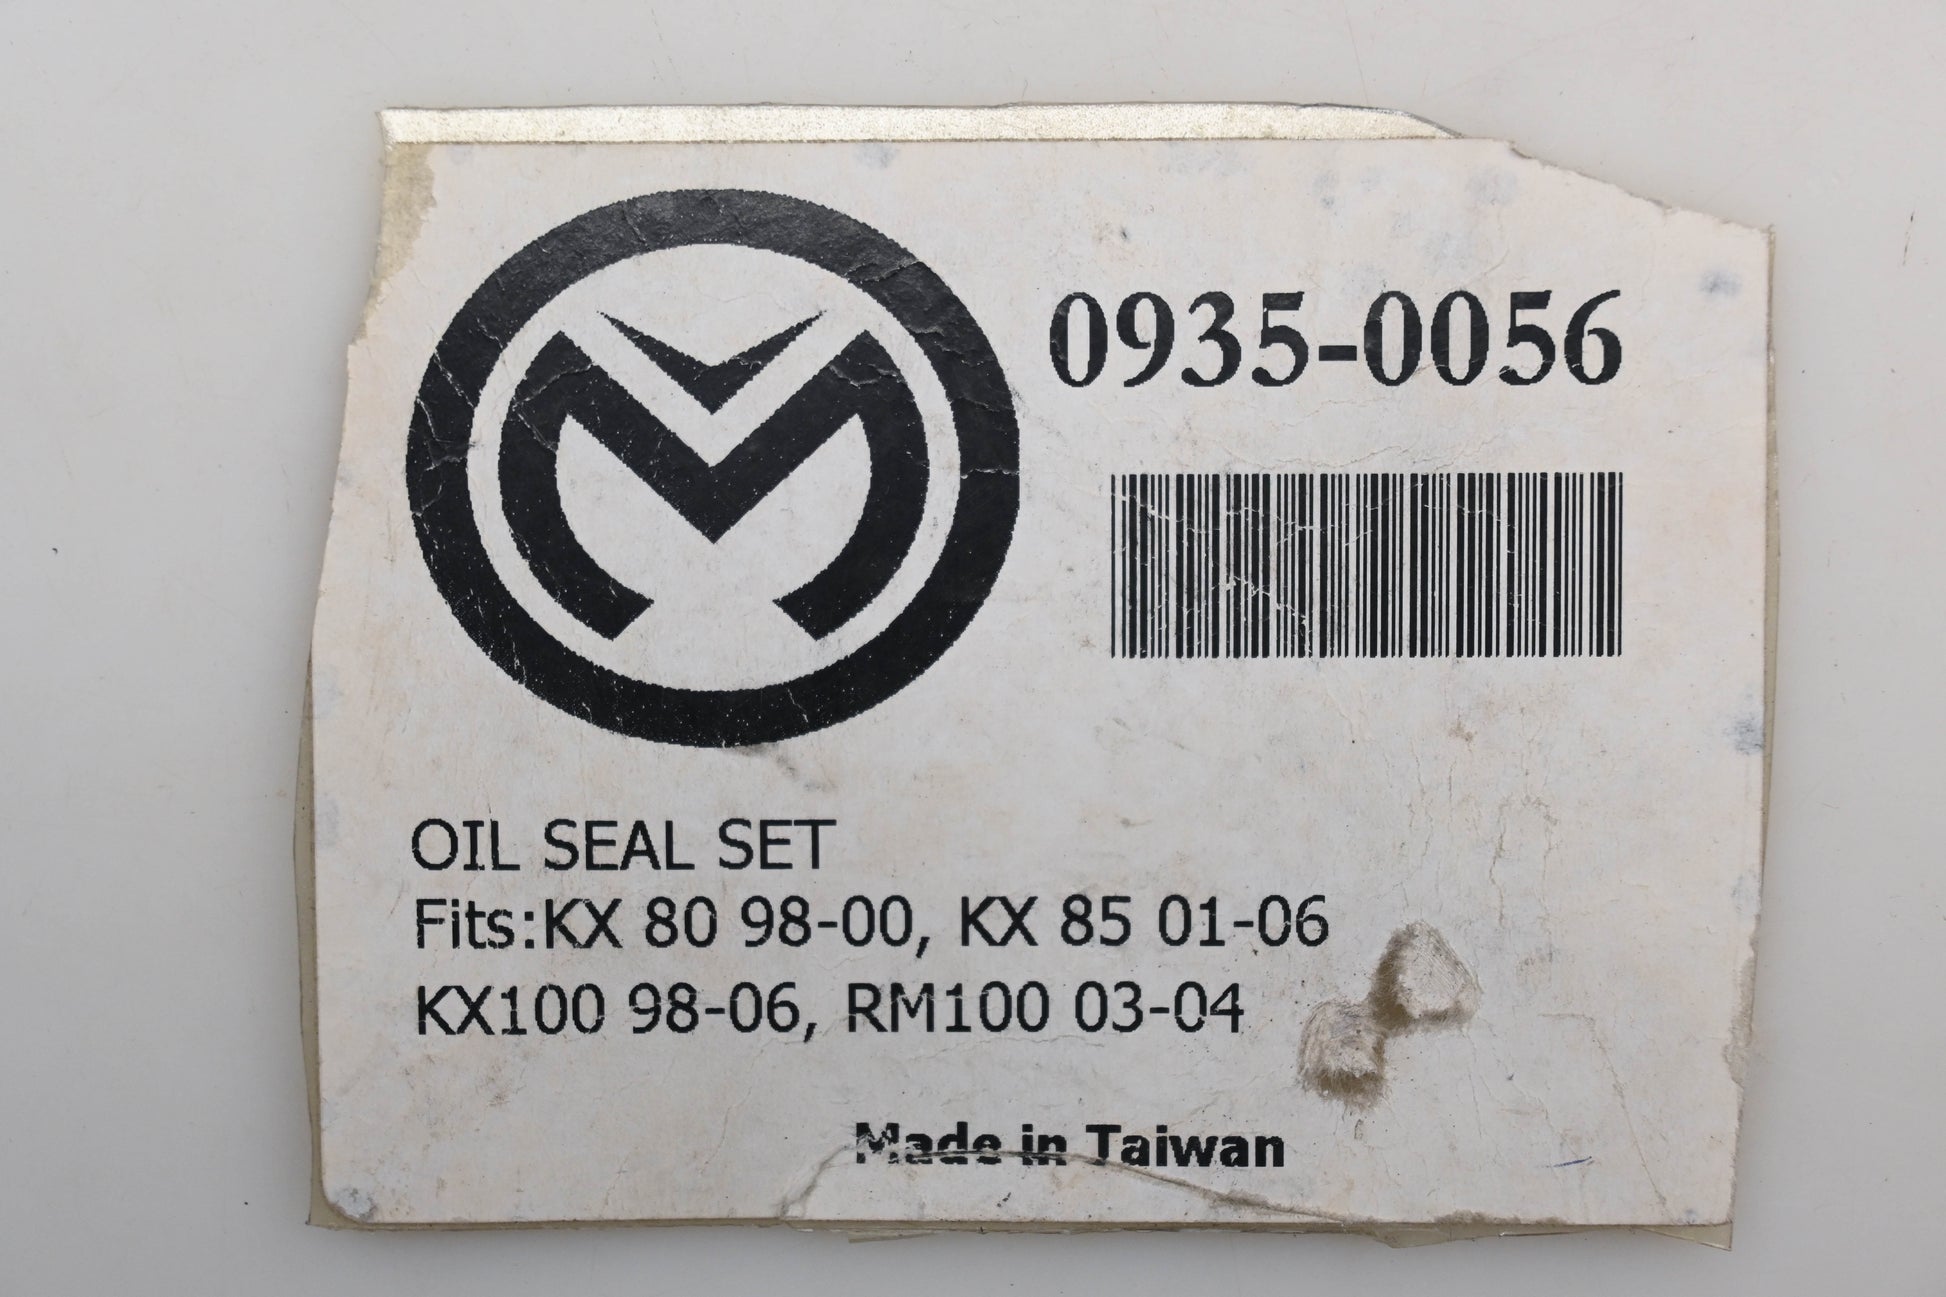 0935-0056
OIL SEAL SET
Fits:KX 80 98-00, KX 85 01-06
KX100 98-06, RM100 03-04
Made in Taiwan